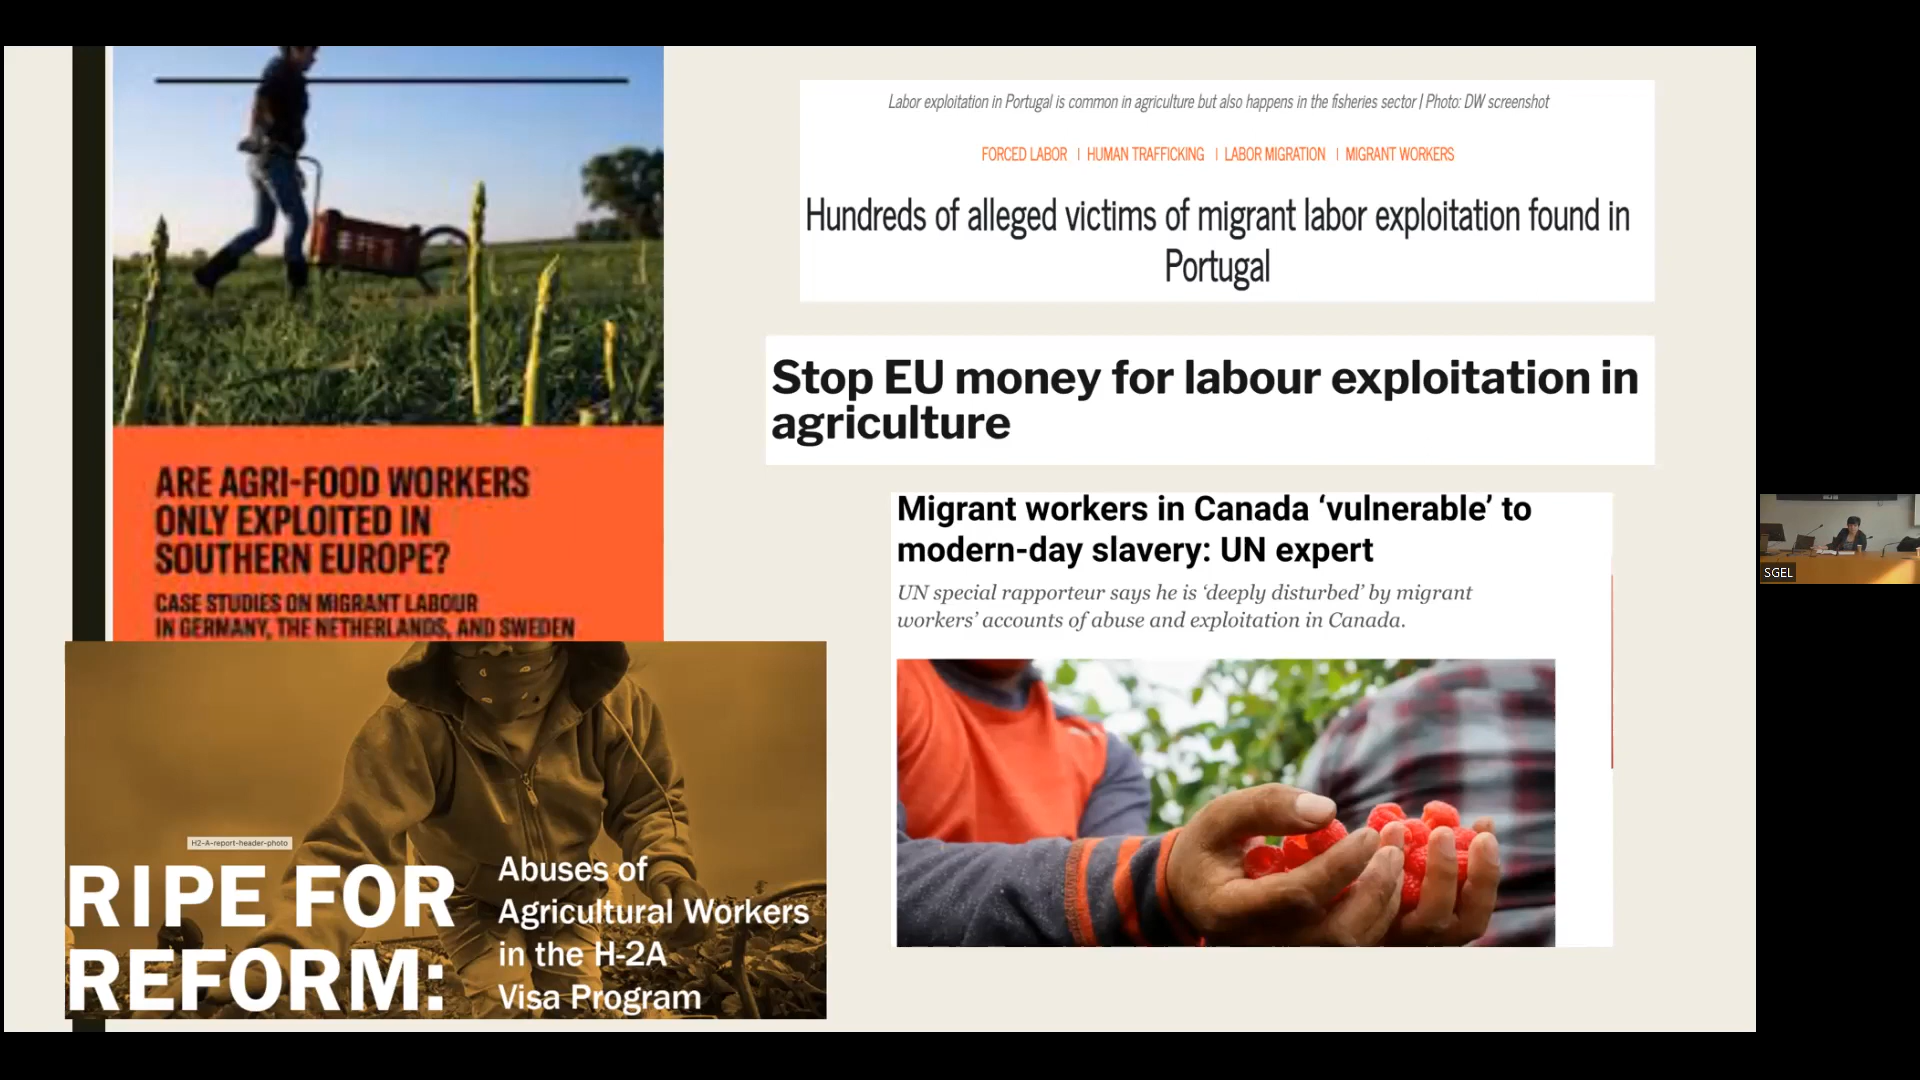 ARE AGRI-FOOD WORKERS
ONLY EXPLOITED IN
SOUTHERN EUROPE?
CASE STUDIES ON MIGRANT LABOUR
IN GERMANY, THE NETHERLANDS, AND SWEDEN
H2-A-report-header-photo
RIPE FOR
REFORM:
Abuses of
Agricultural Workers
in the H-2A
Visa Program
Labor exploitation in Portugal is common in agriculture but also happens in the fisheries sector | Photo: DW screenshot
FORCED LABOR | HUMAN TRAFFICKING | LABOR MIGRATION | MIGRANT WORKERS
Hundreds of alleged victims of migrant labor exploitation found in
Portugal
Stop EU money for labour exploitation in
agriculture
Migrant workers in Canada ‘vulnerable’ to
modern-day slavery: UN expert
UN special rapporteur says he is ‘deeply disturbed’ by migrant
workers’ accounts of abuse and exploitation in Canada.
SGEL